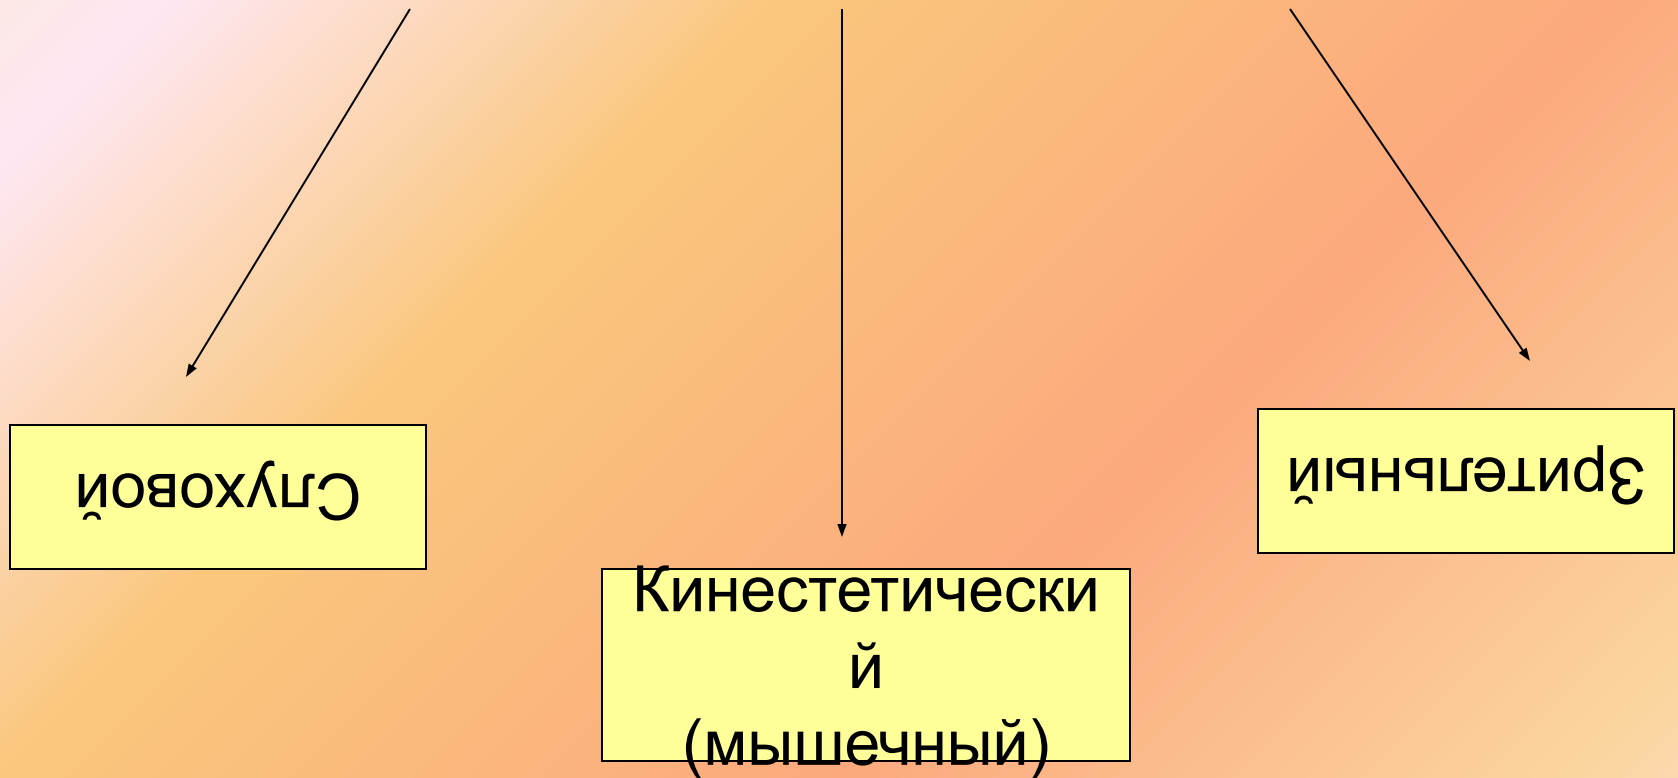 Слуховой
Кинестетически
й
(мышечный)
Зрительный